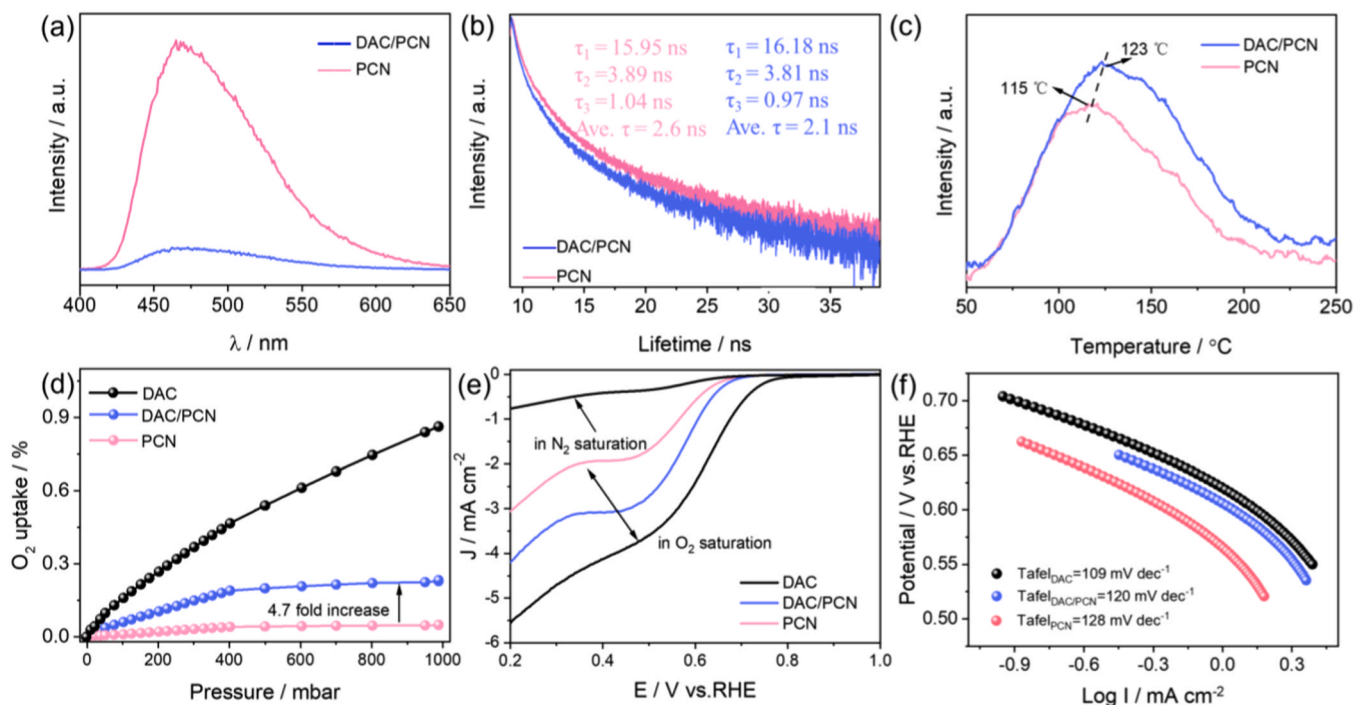 (a)
DAC/PCN
PCN
Intensity / a.u.
400 450 500 550 600 650
λ / nm
(b)
τ1 = 15.95 ns
τ2 = 3.89 ns
τ3 = 1.04 ns
Ave. τ = 2.6 ns
τ1 = 16.18 ns
τ2 = 3.81 ns
τ3 = 0.97 ns
Ave. τ = 2.1 ns
DAC/PCN
PCN
Intensity / a.u.
10 15 20 25 30 35
Lifetime / ns
(c)
DAC/PCN
PCN
123 ℃
115 ℃
Intensity / a.u.
50 100 150 200 250
Temperature / °C
(d)
DAC
DAC/PCN
PCN
4.7 fold increase
O2 uptake / %
0.9
0.6
0.3
0.0
0 200 400 600 800 1000
Pressure / mbar
(e)
in N2 saturation
in O2 saturation
DAC
DAC/PCN
PCN
J / mA cm-2
0
-1
-2
-3
-4
-5
-6
0.2 0.4 0.6 0.8 1.0
E / V vs.RHE
(f)
TafelDAC=109 mV dec-1
TafelDAC/PCN=120 mV dec-1
TafelPCN=128 mV dec-1
Potential / V vs.RHE
0.70
0.65
0.60
0.55
0.50
-0.9 -0.6 -0.3 0.0 0.3
Log I / mA cm-2